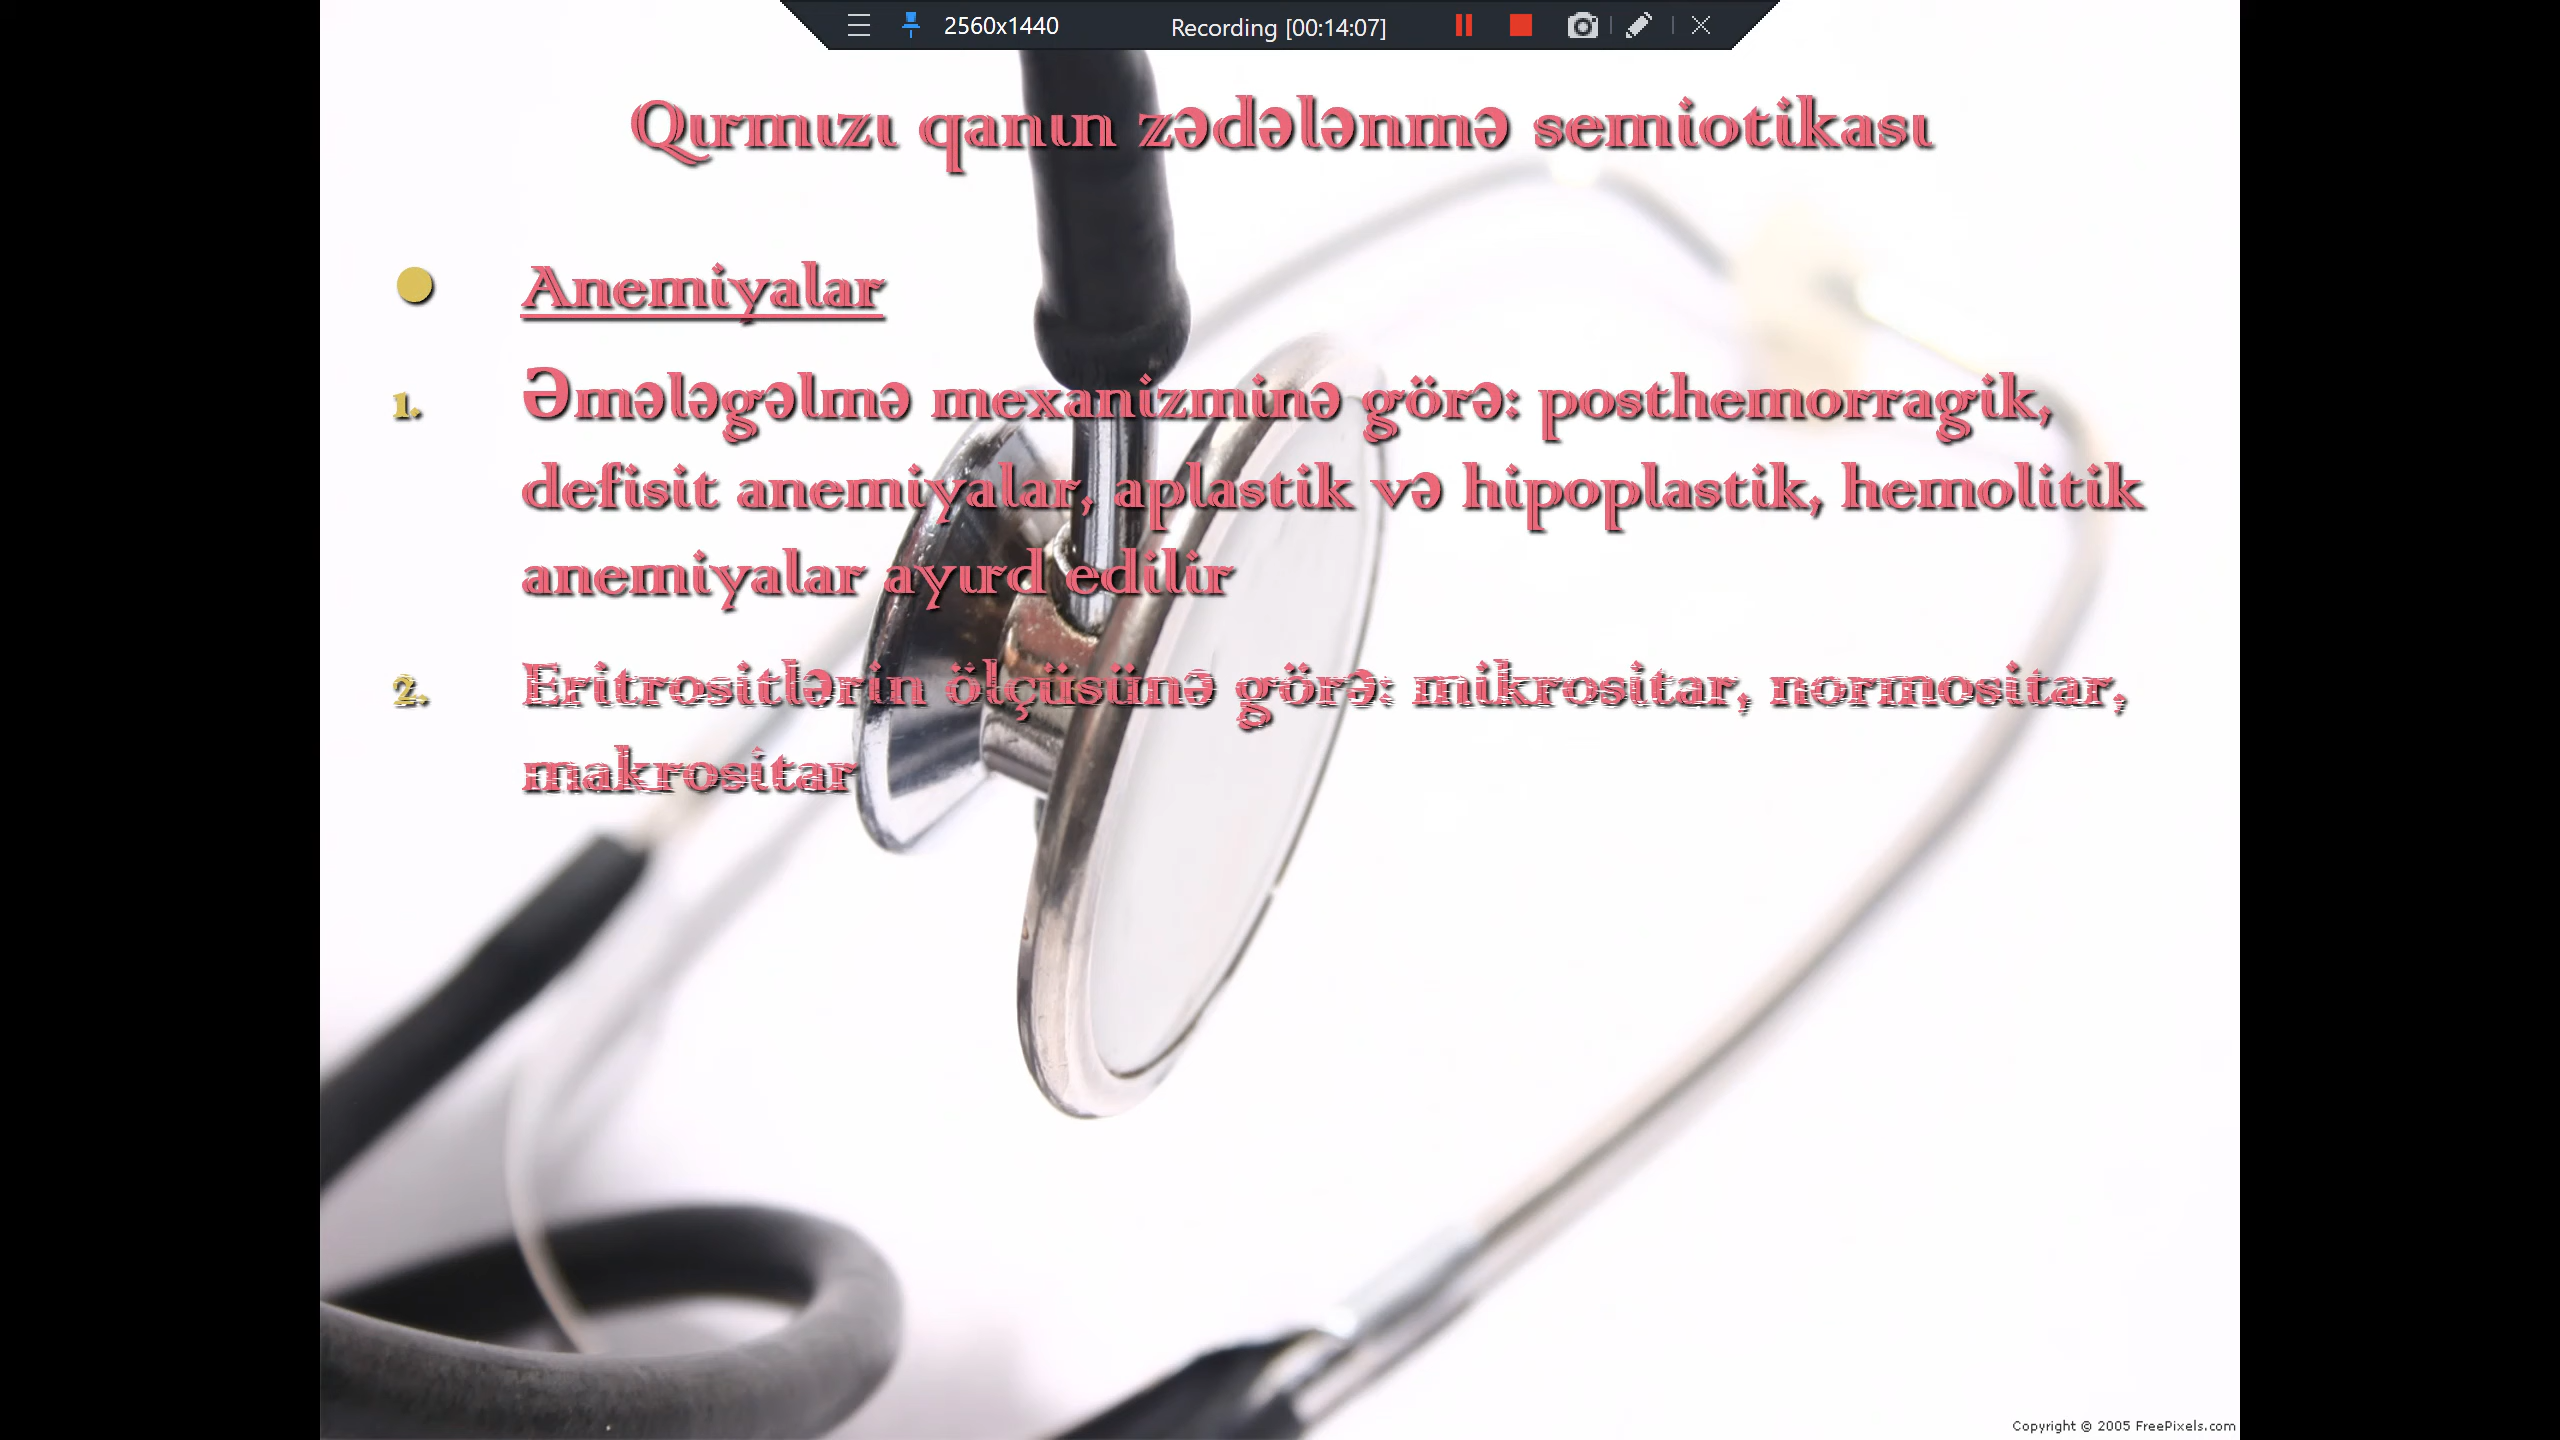 2560x1440 Recording [00:14:07]
Qırmızı qanın zədələnmə semiotikası
Anemiyalar
1. Əmələgəlmə mexanizminə görə: posthemorragik,
defisit anemiyalar, aplastik və hipoplastik, hemolitik
anemiyalar ayırd edilir
2. Eritrositlərin ölçüsünə görə: mikrositar, normositar,
makrositar
Copyright © 2005 FreePixels.com